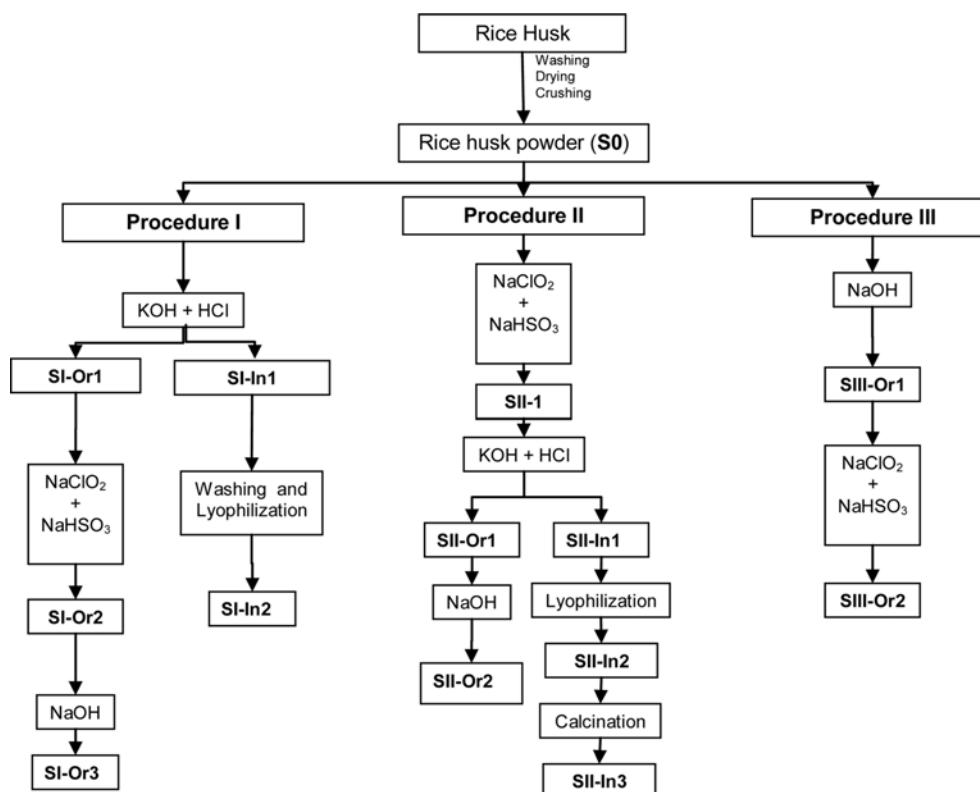 Rice Husk
Washing
Drying
Crushing
Rice husk powder (S0)
Procedure I
Procedure II
Procedure III
KOH + HCl
SI-Or1
SI-In1
NaClO₂
+
NaHSO₃
Washing and
Lyophilization
SI-Or2
SI-In2
NaOH
SI-Or3
NaClO₂
+
NaHSO₃
SII-1
KOH + HCl
SII-Or1
SII-In1
NaOH
Lyophilization
SII-Or2
SII-In2
Calcination
SII-In3
NaOH
SIII-Or1
NaClO₂
+
NaHSO₃
SIII-Or2